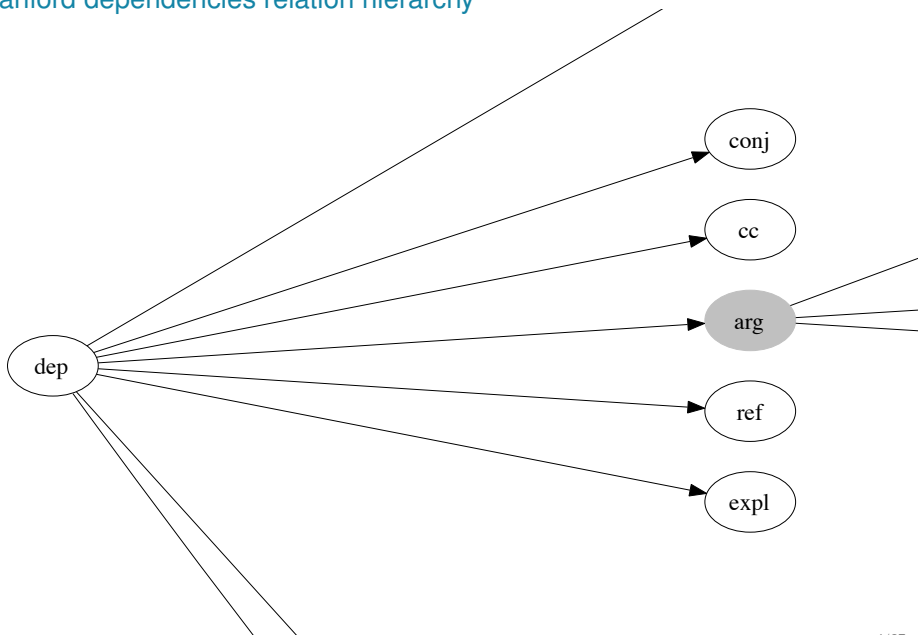 anford dependencies relation hierarchy
conj
cc
arg
dep
ref
expl